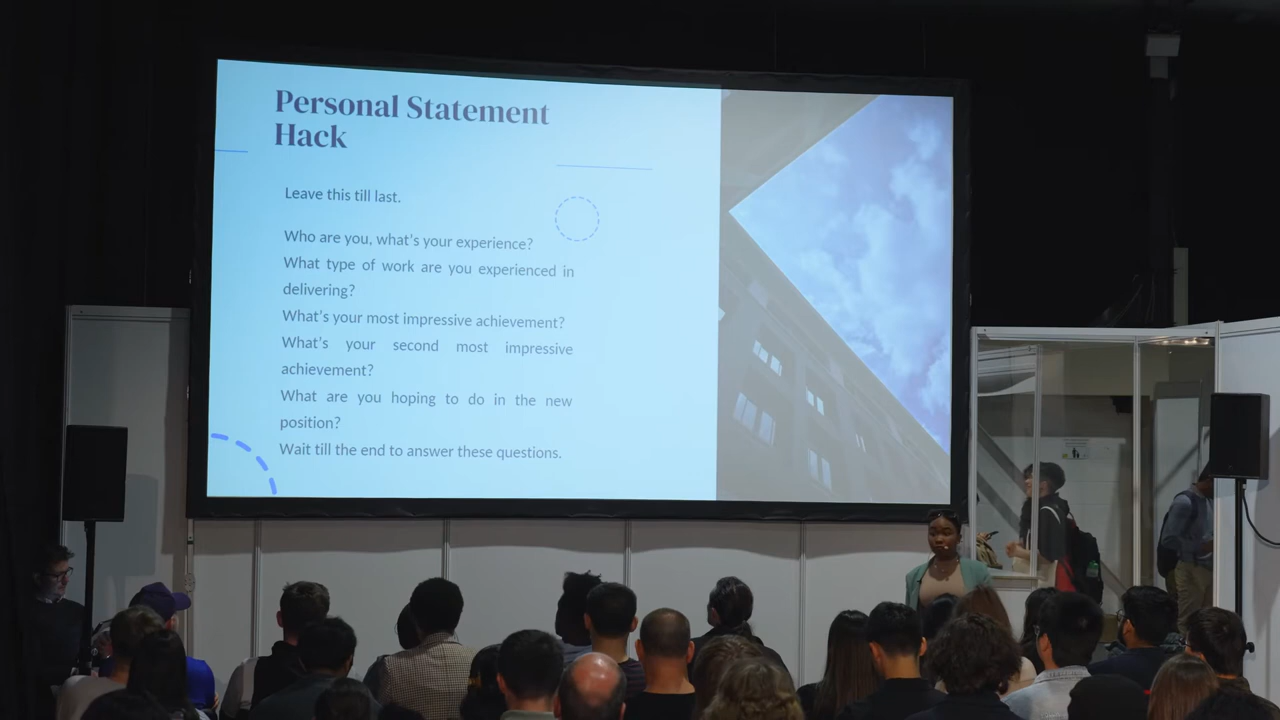 Personal Statement
Hack
Leave this till last.
Who are you, what's your experience?
What type of work are you experienced in
delivering?
What's your most impressive achievement?
What's your second most impressive
achievement?
What are you hoping to do in the new
position?
Wait till the end to answer these questions.